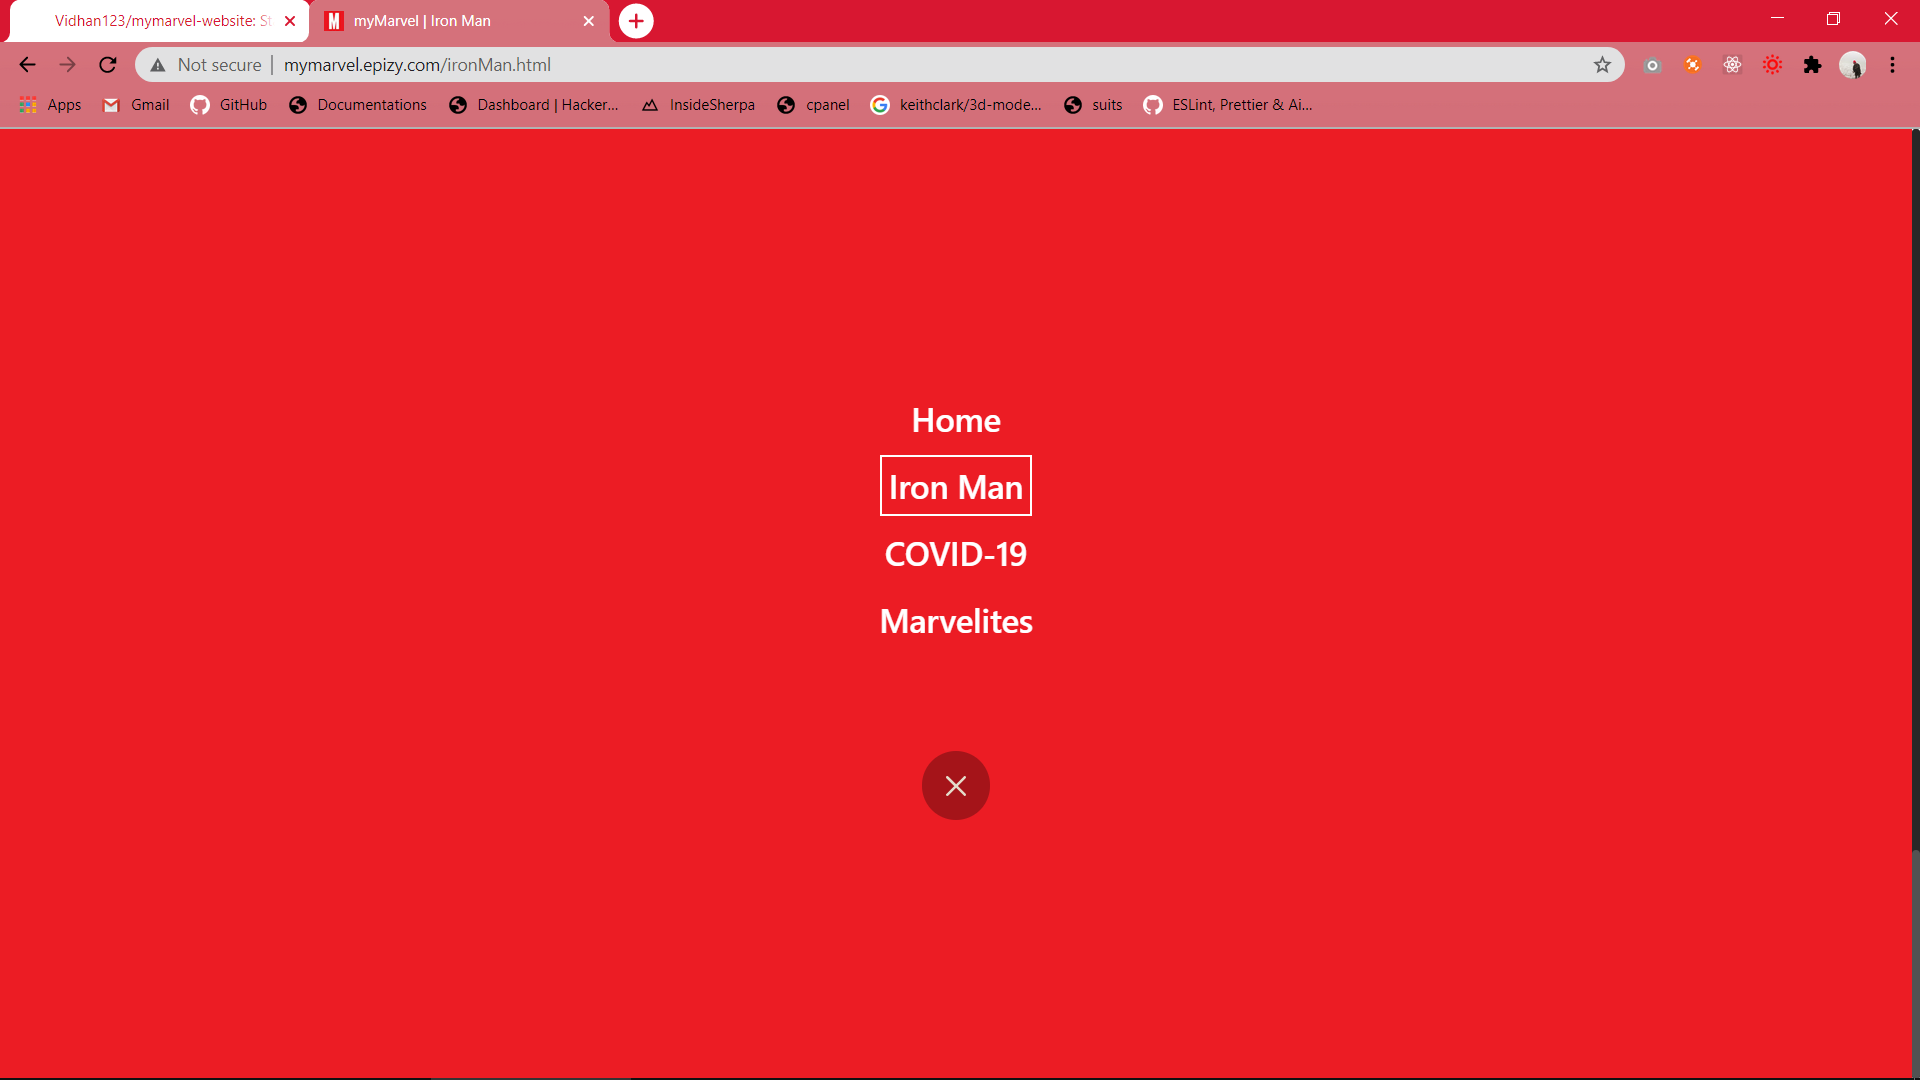 Vidhan123/mymarvel-website: St
M myMarvel | Iron Man
Not secure | mymarvel.epizy.com/ironMan.html
Apps Gmail GitHub Documentations Dashboard | Hacker... InsideSherpa cpanel keithclark/3d-mode... suits ESLint, Prettier & Ai...
Home
Iron Man
COVID-19
Marvelites